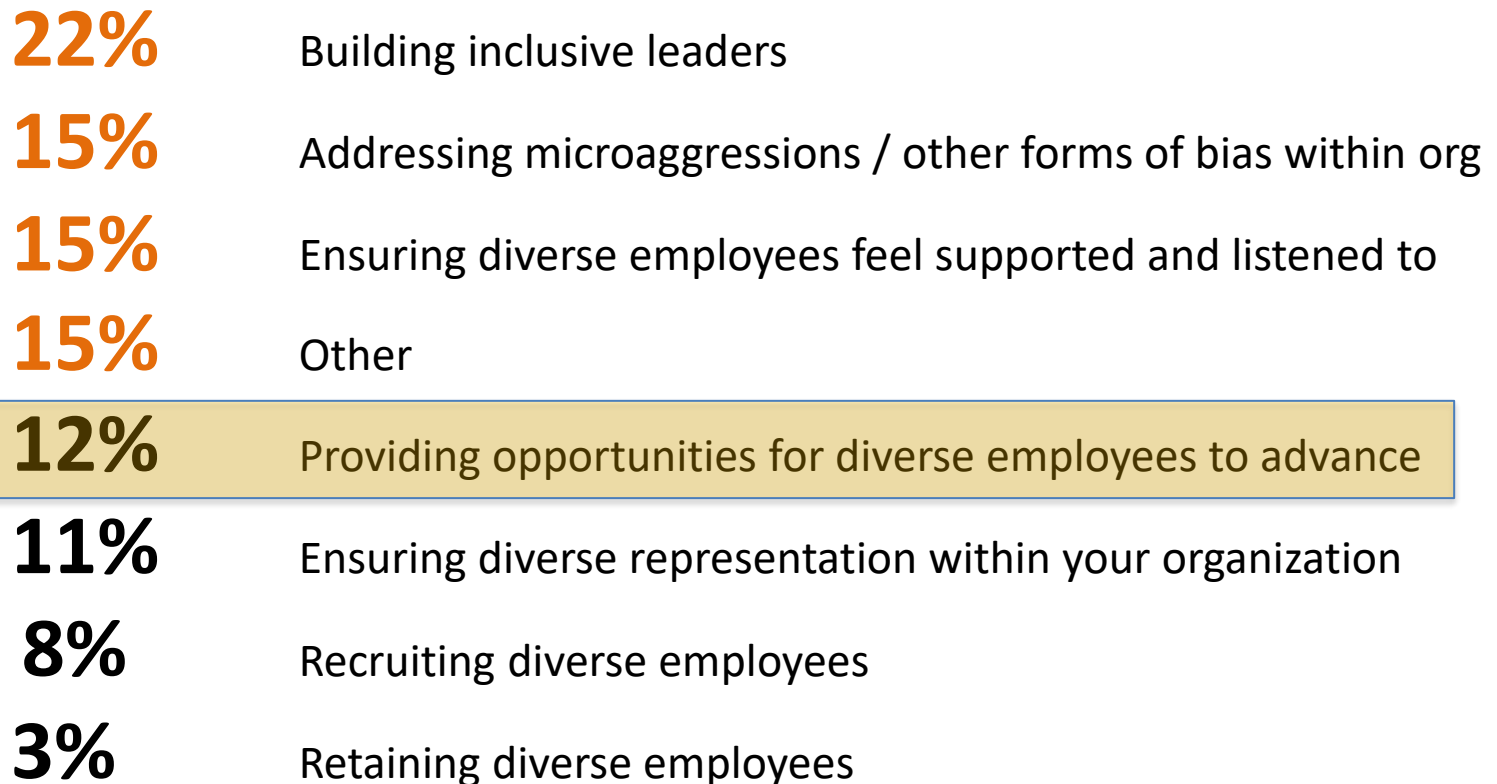 22% Building inclusive leaders
15% Addressing microaggressions / other forms of bias within org
15% Ensuring diverse employees feel supported and listened to
15% Other
12% Providing opportunities for diverse employees to advance
11% Ensuring diverse representation within your organization
8% Recruiting diverse employees
3% Retaining diverse employees